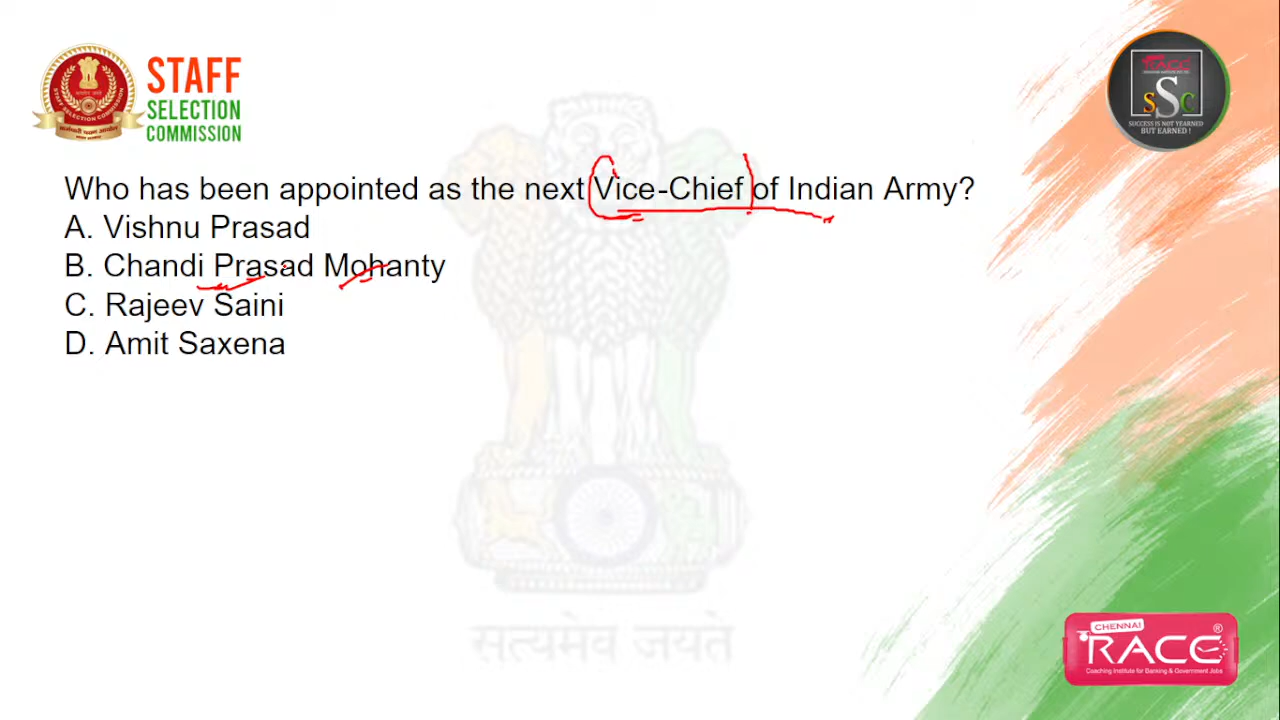 STAFF
SELECTION
COMMISSION
RACE
SSC
SUCCESS IS NOT YEARNED
BUT EARNED !
Who has been appointed as the next Vice-Chief of Indian Army?
A. Vishnu Prasad
B. Chandi Prasad Mohanty
C. Rajeev Saini
D. Amit Saxena
सत्यमेव जयते
CHENNAI
RACE®
Coaching Institute for Banking & Government Jobs